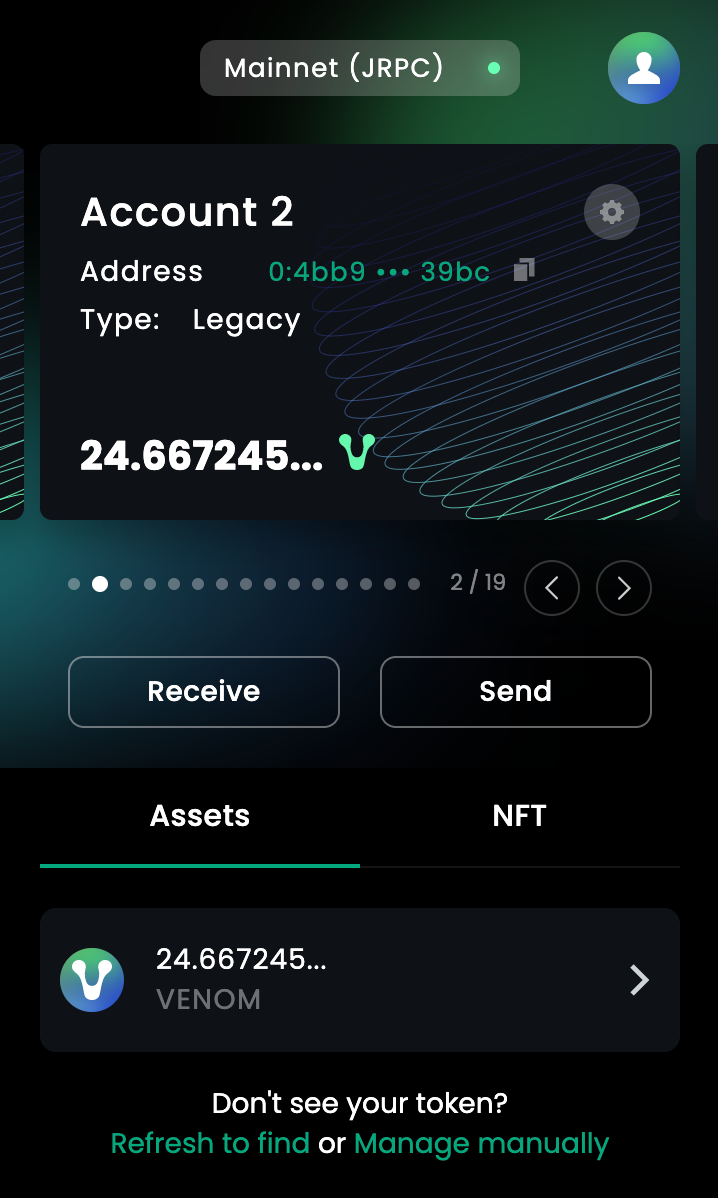 Mainnet (JRPC)
Account 2
Address 0:4bb9 ••• 39bc
Type: Legacy
24.667245...
2 / 19
Receive Send
Assets NFT
24.667245...
VENOM
Don't see your token?
Refresh to find or Manage manually